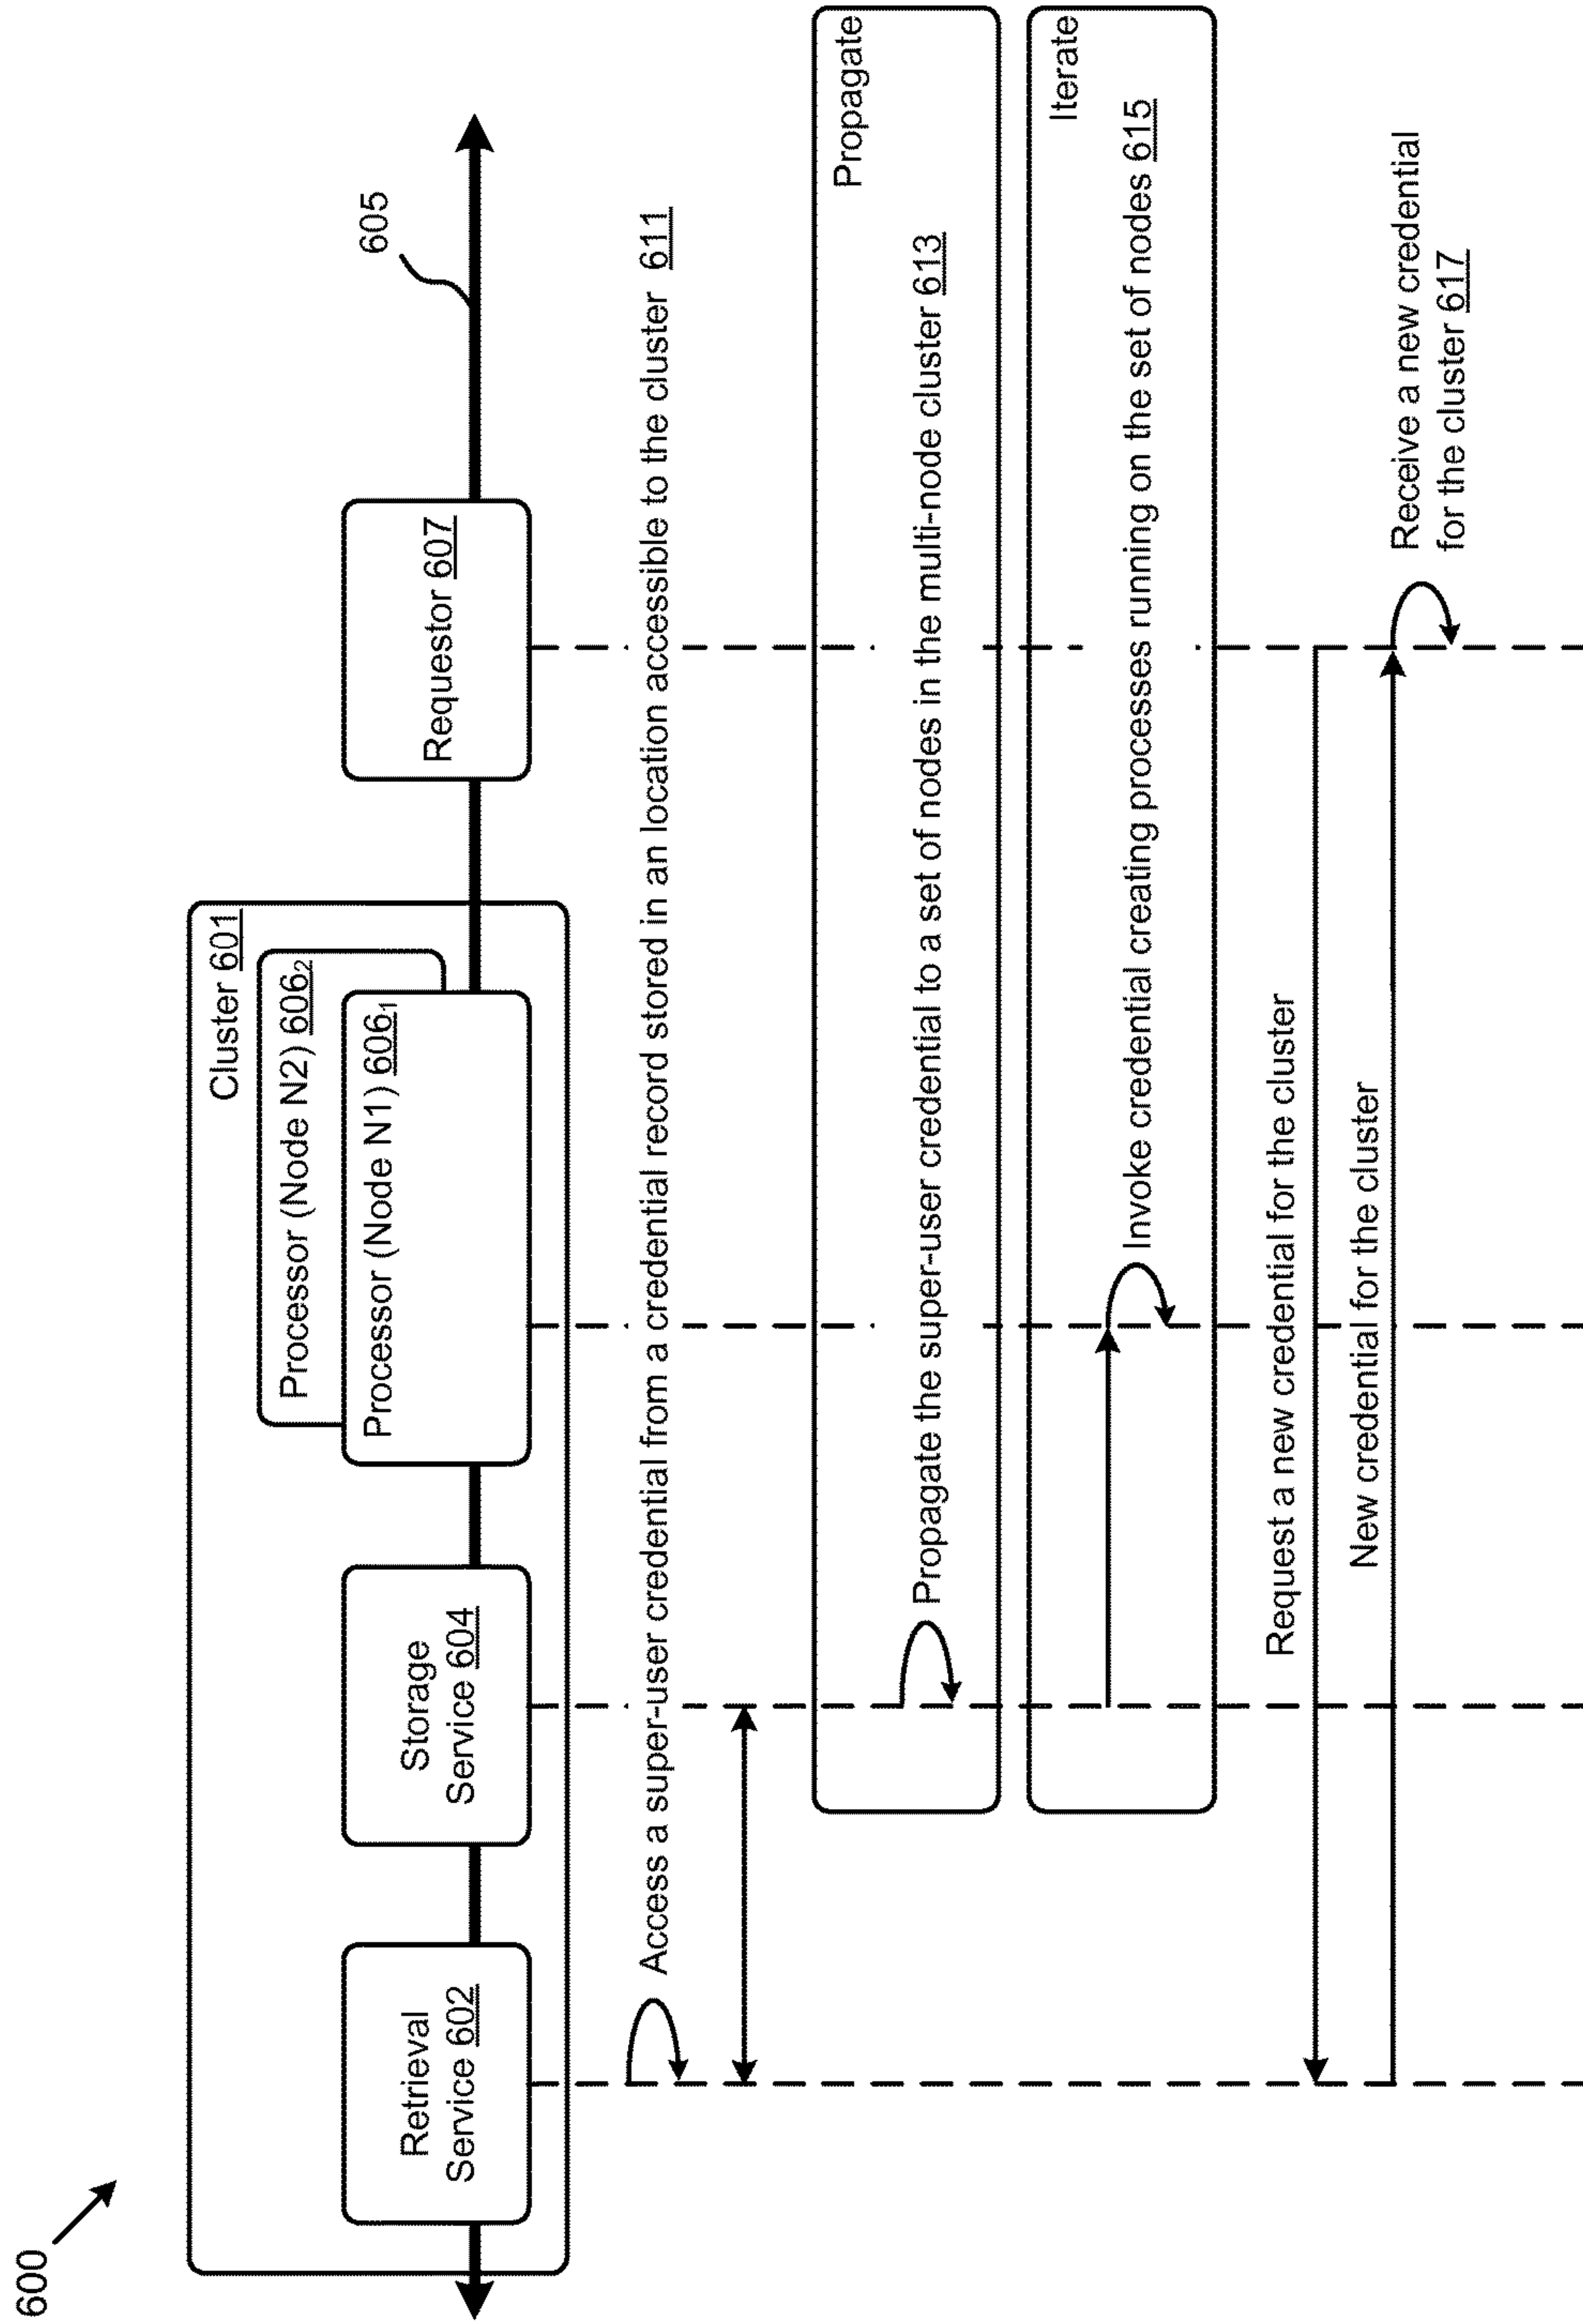 600
Cluster 601
Processor (Node N2) 606₂
Processor (Node N1) 606₁
Retrieval
Service 602
Storage
Service 604
Requestor 607
605
Access a super-user credential from a credential record stored in an location accessible to the cluster 611
Propagate
Propagate the super-user credential to a set of nodes in the multi-node cluster 613
Iterate
Invoke credential creating processes running on the set of nodes 615
Request a new credential for the cluster
New credential for the cluster
Receive a new credential
for the cluster 617